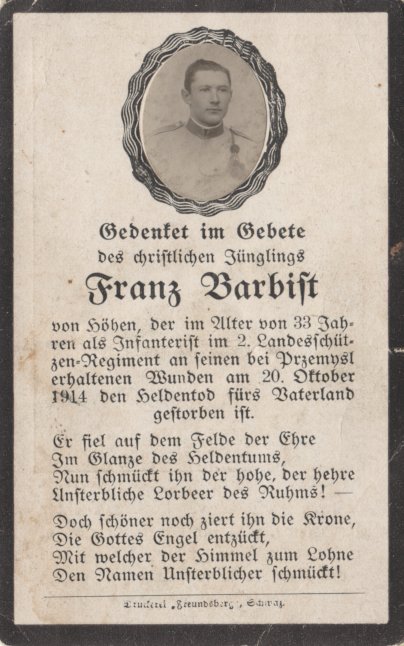 Gedenket im Gebete
des christlichen Jünglings
Franz Barbist
von Höhen, der im Alter von 33 Jah-
ren als Infanterist im 2. Landesschüt-
zen-Regiment an seinen bei Przemysl
erhaltenen Wunden am 20. Oktober
1914 den Heldentod fürs Vaterland
gestorben ist.
Er fiel auf dem Felde der Ehre
Im Glanze des Heldentums,
Nun schmückt ihn der hohe, der hehre
Unsterbliche Lorbeer des Ruhms! —
Doch schöner noch ziert ihn die Krone,
Die Gottes Engel entzückt,
Mit welcher der Himmel zum Lohne
Den Namen Unsterblicher schmückt!
Druckerei „Freundsberg", Schwaz.